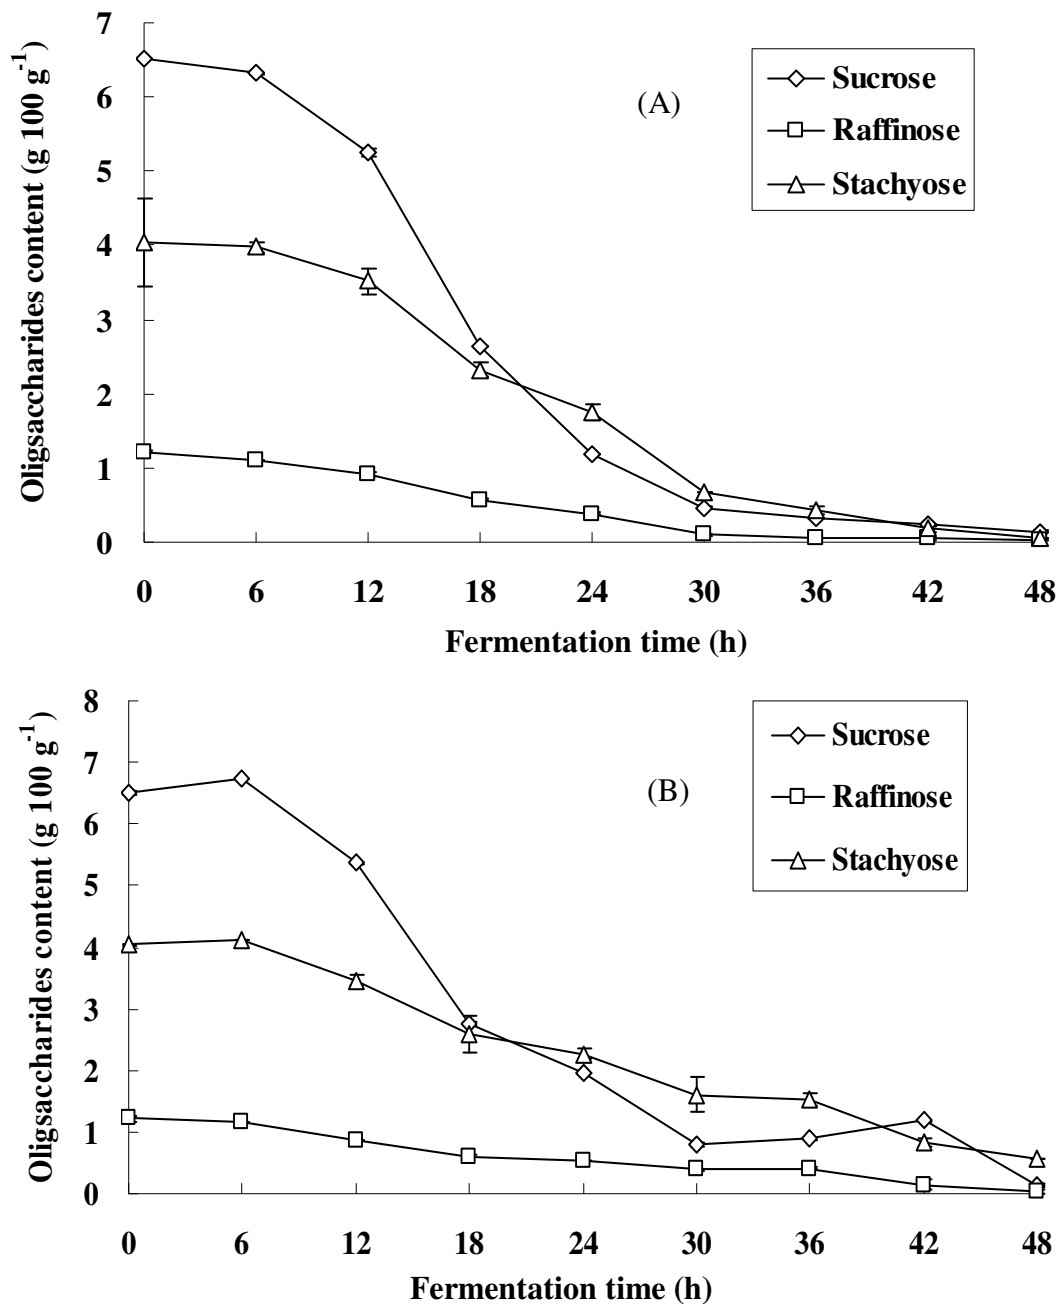 (A)
Sucrose
Raffinose
Stachyose
Oligsaccharides content (g 100 g⁻¹)
7
6
5
4
3
2
1
0
0 6 12 18 24 30 36 42 48
Fermentation time (h)
(B)
Sucrose
Raffinose
Stachyose
Oligsaccharides content (g 100 g⁻¹)
8
7
6
5
4
3
2
1
0
0 6 12 18 24 30 36 42 48
Fermentation time (h)